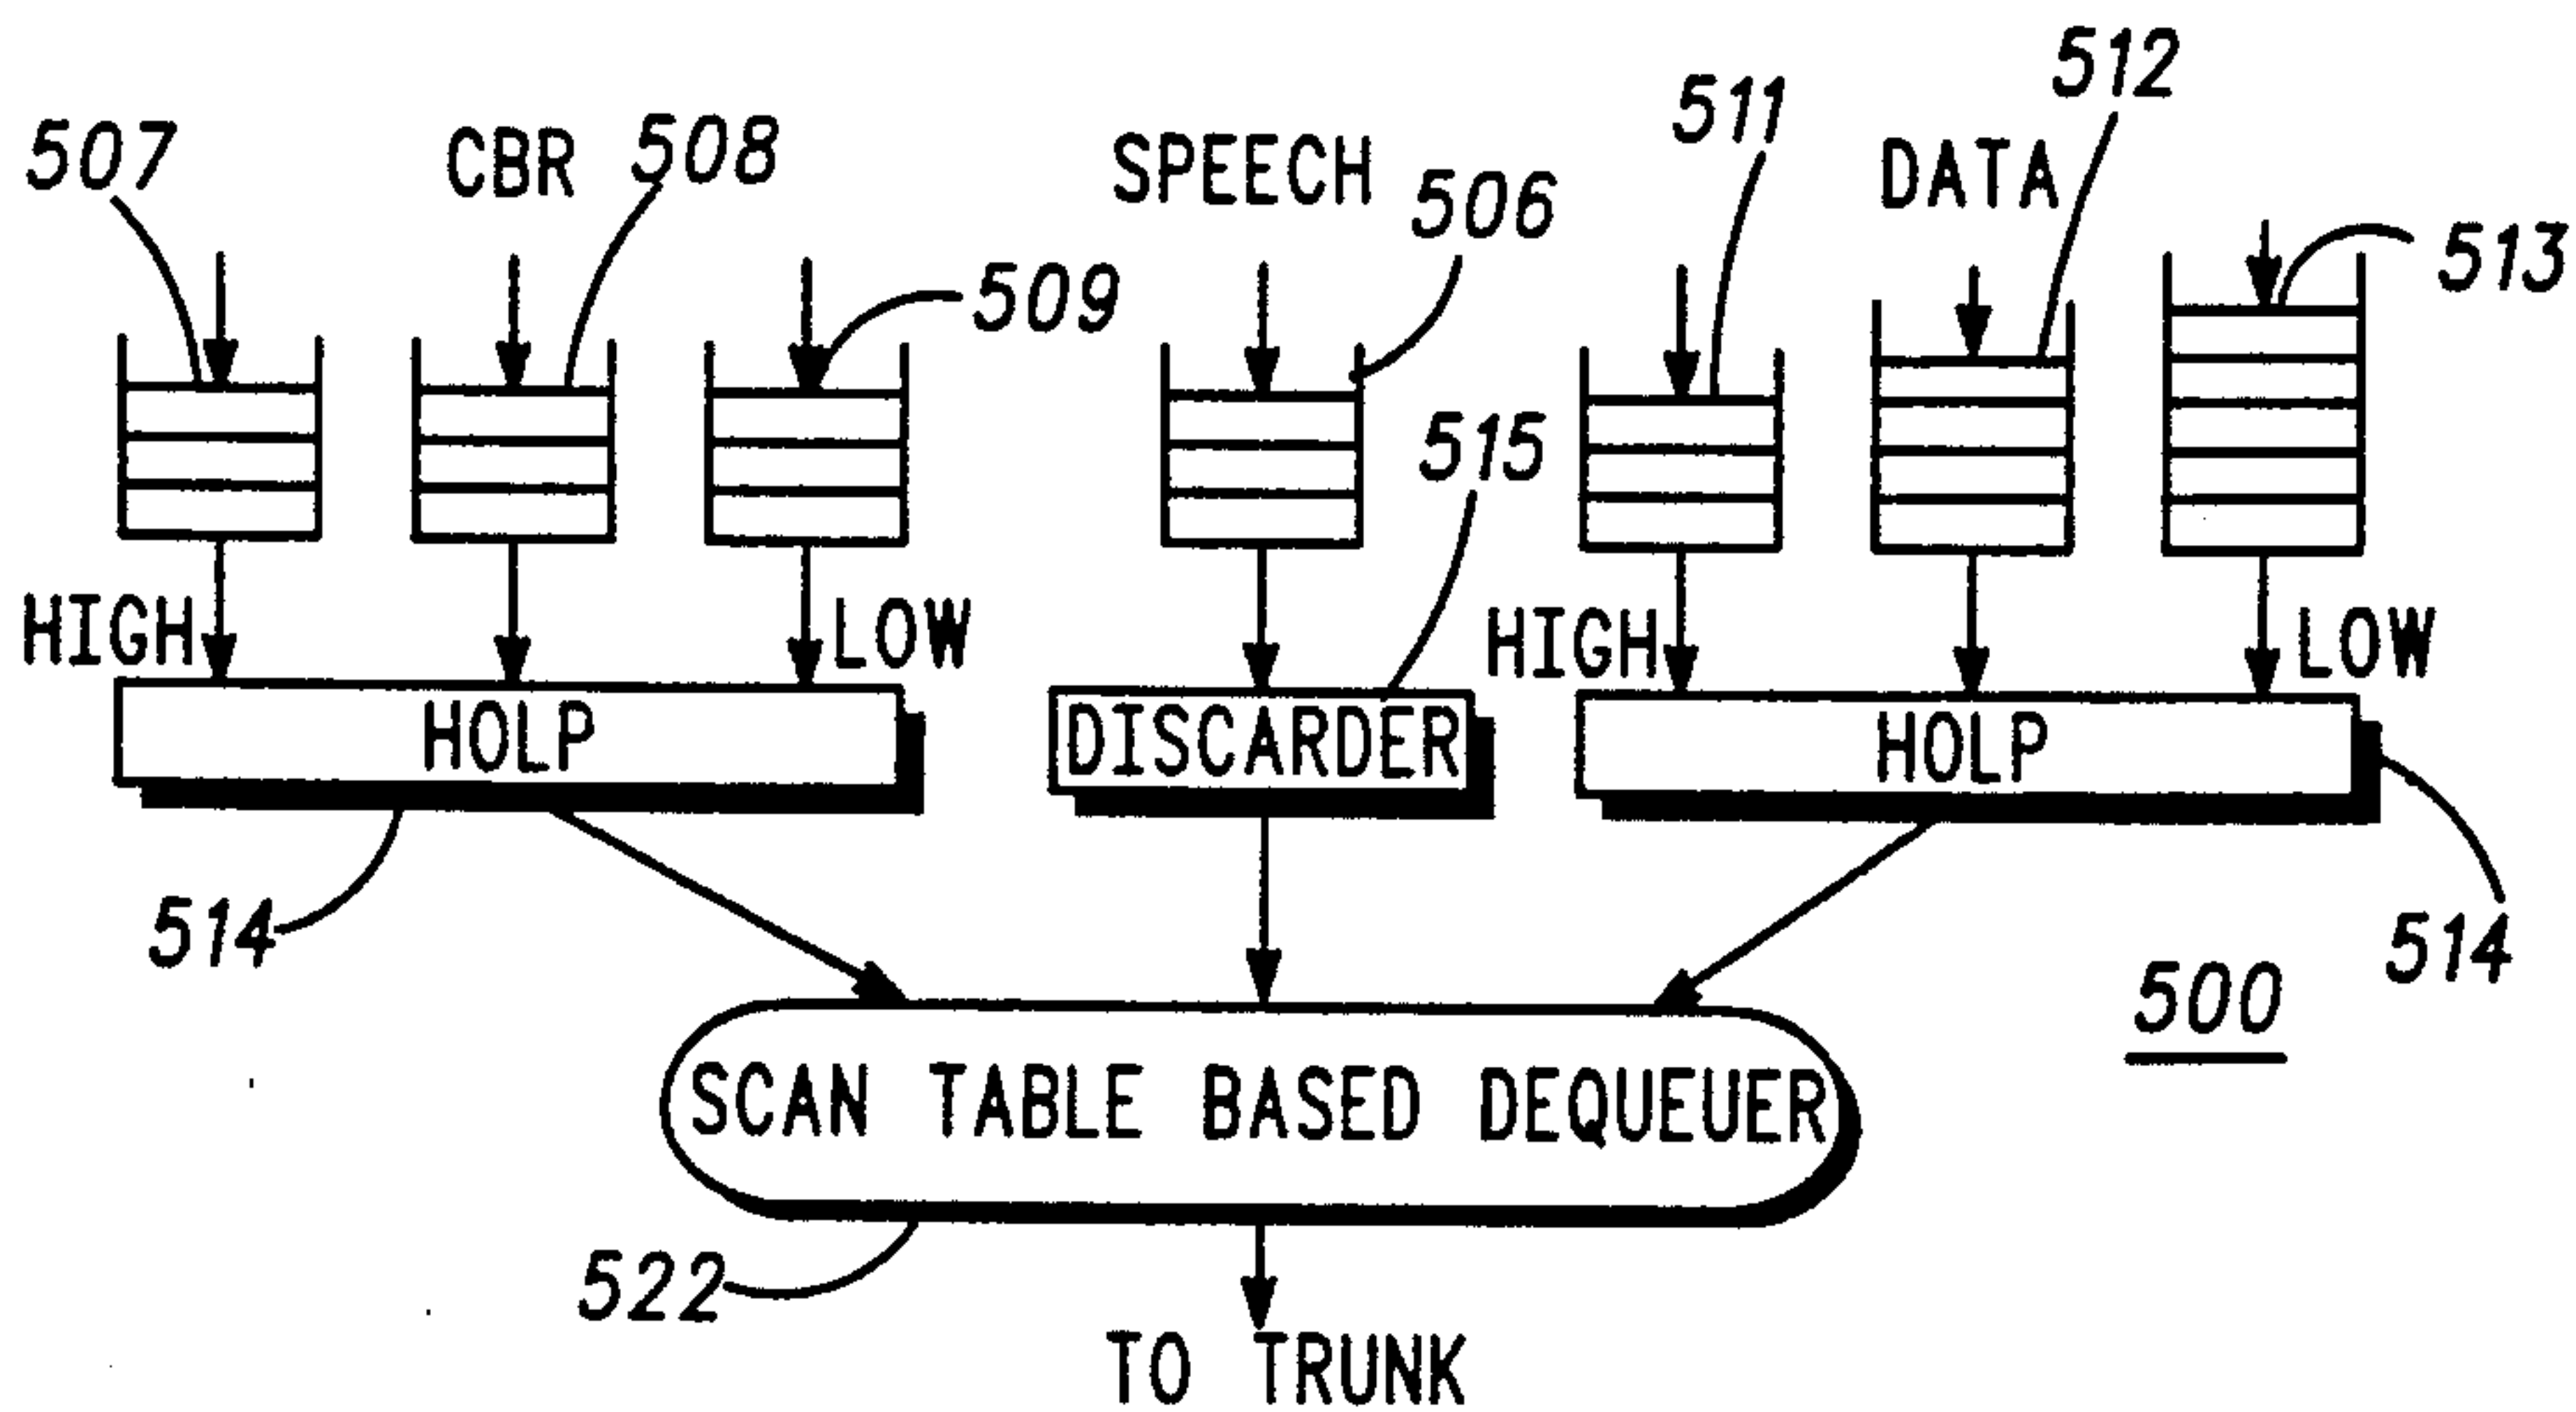 507 CBR 508 SPEECH 511 DATA 512
509 506 513
515
HIGH LOW HIGH LOW
HOLP DISCARDER HOLP
514 514
500
SCAN TABLE BASED DEQUEUER
522
TO TRUNK